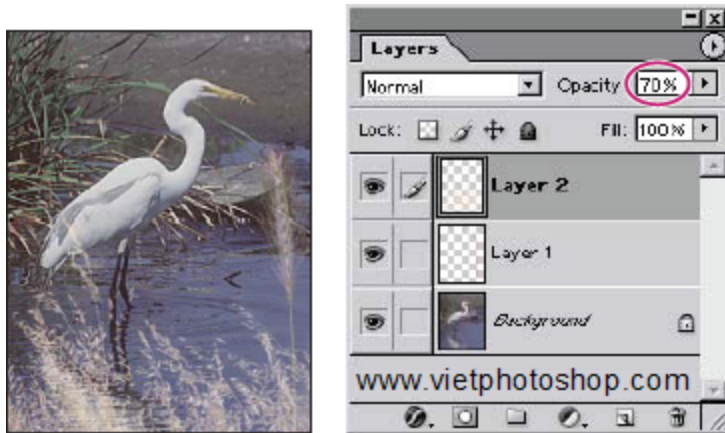 Layers
Normal Opacity 70%
Lock: Fill: 100%
Layer 2
Layer 1
Background
www.vietphotoshop.com